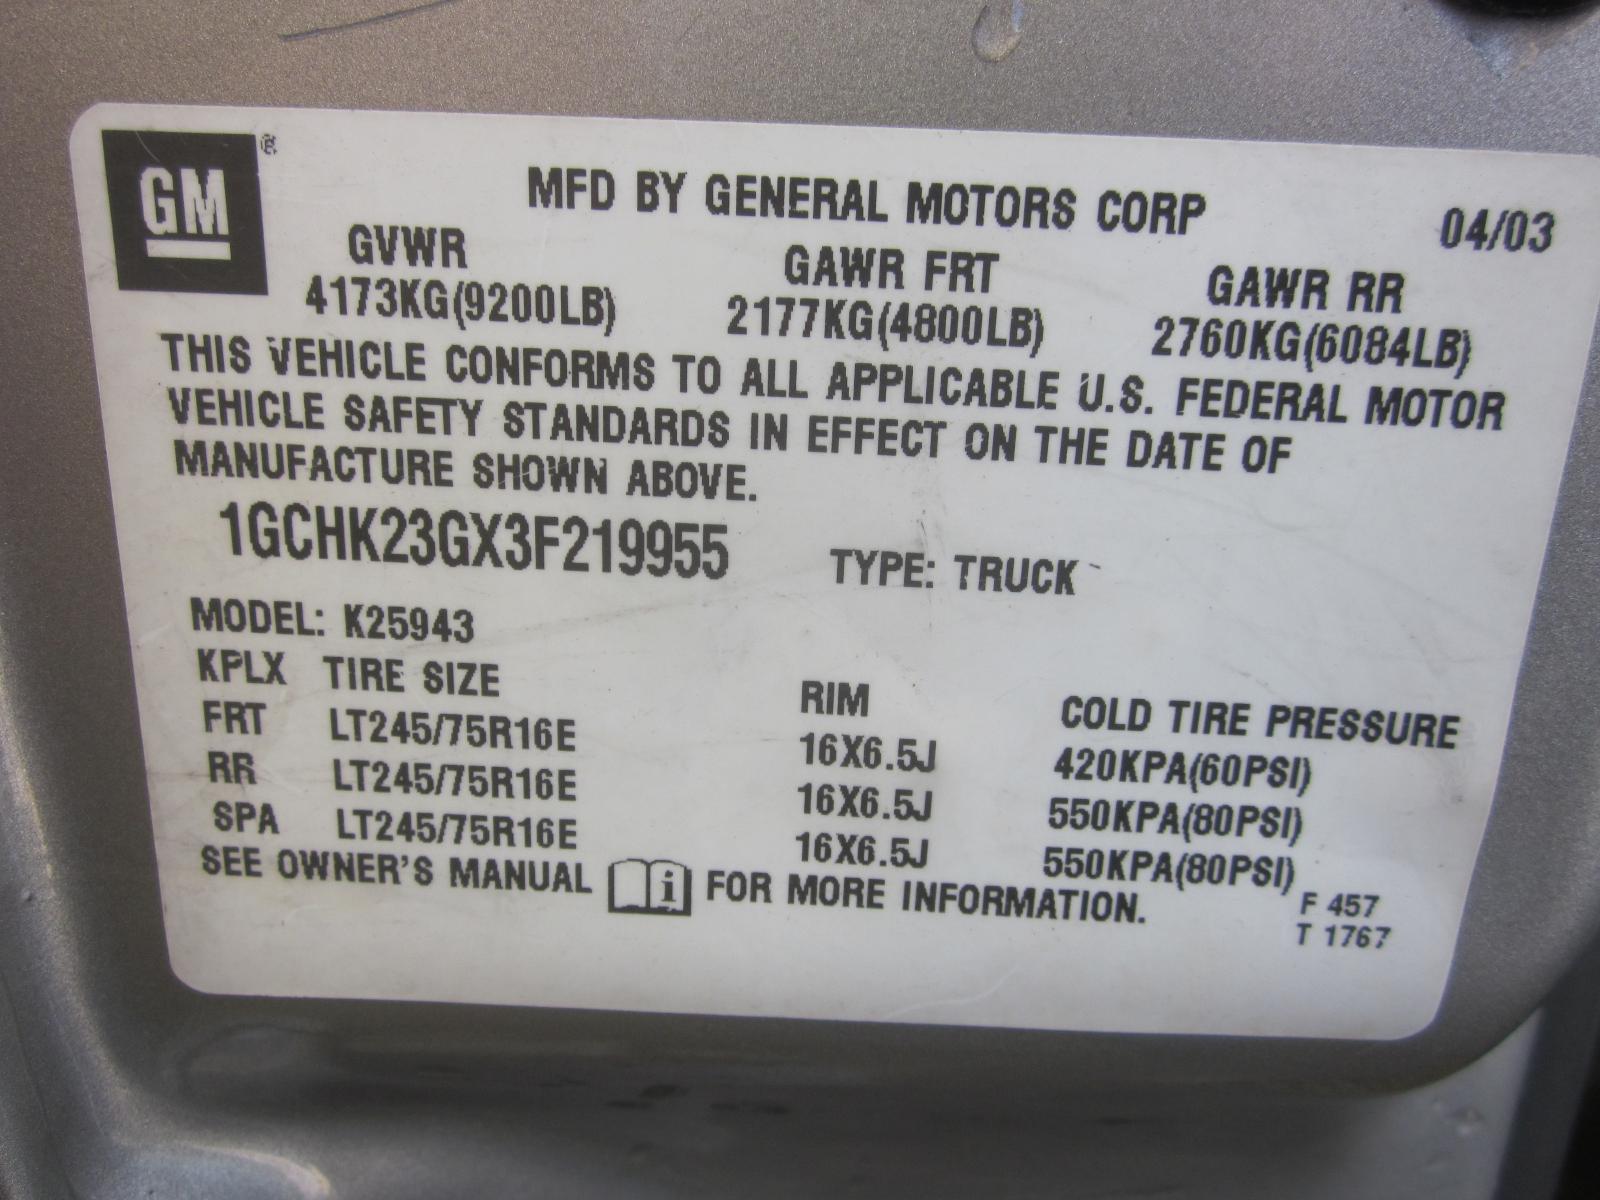 GM ®
MFD BY GENERAL MOTORS CORP 04/03
GVWR GAWR FRT GAWR RR
4173KG(9200LB) 2177KG(4800LB) 2760KG(6084LB)
THIS VEHICLE CONFORMS TO ALL APPLICABLE U.S. FEDERAL MOTOR
VEHICLE SAFETY STANDARDS IN EFFECT ON THE DATE OF
MANUFACTURE SHOWN ABOVE.
1GCHK23GX3F219955 TYPE: TRUCK
MODEL: K25943
KPLX TIRE SIZE RIM COLD TIRE PRESSURE
FRT LT245/75R16E 16X6.5J 420KPA(60PSI)
RR LT245/75R16E 16X6.5J 550KPA(80PSI)
SPA LT245/75R16E 16X6.5J 550KPA(80PSI)
SEE OWNER'S MANUAL i FOR MORE INFORMATION.
F 457
T 1767